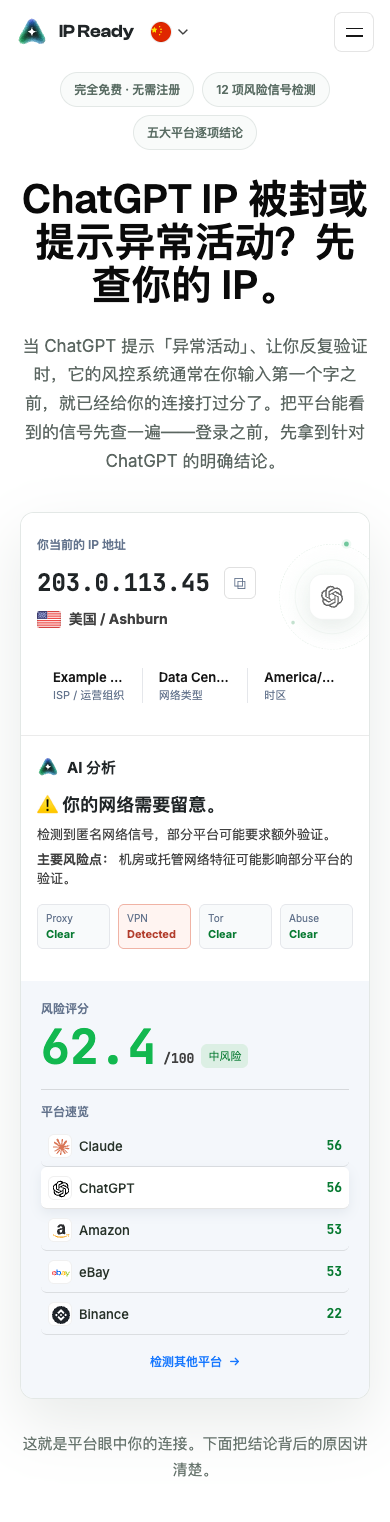 IP Ready
完全免费 · 无需注册
12 项风险信号检测
五大平台逐项结论
ChatGPT IP 被封或
提示异常活动？先
查你的 IP。
当 ChatGPT 提示「异常活动」、让你反复验证
时，它的风控系统通常在你输入第一个字之
前，就已经给你的连接打过分了。把平台能看
到的信号先查一遍——登录之前，先拿到针对
ChatGPT 的明确结论。
你当前的 IP 地址
203.0.113.45
美国 / Ashburn
Example ...
Data Cen...
America/...
ISP / 运营组织
网络类型
时区
AI 分析
你的网络需要留意。
检测到匿名网络信号，部分平台可能要求额外验证。
主要风险点： 机房或托管网络特征可能影响部分平台的
验证。
Proxy
Clear
VPN
Detected
Tor
Clear
Abuse
Clear
风险评分
62.4 /100 中风险
平台速览
Claude 56
ChatGPT 56
Amazon 53
ebay eBay 53
Binance 22
检测其他平台 →
这就是平台眼中你的连接。下面把结论背后的原因讲
清楚。